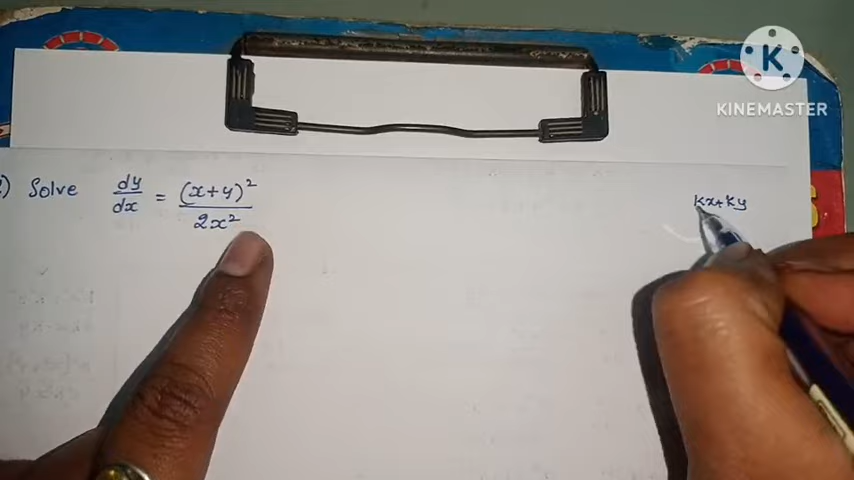 K
KINEMASTER
) Solve dy/dx = (x+y)²/2x²
kx+ky